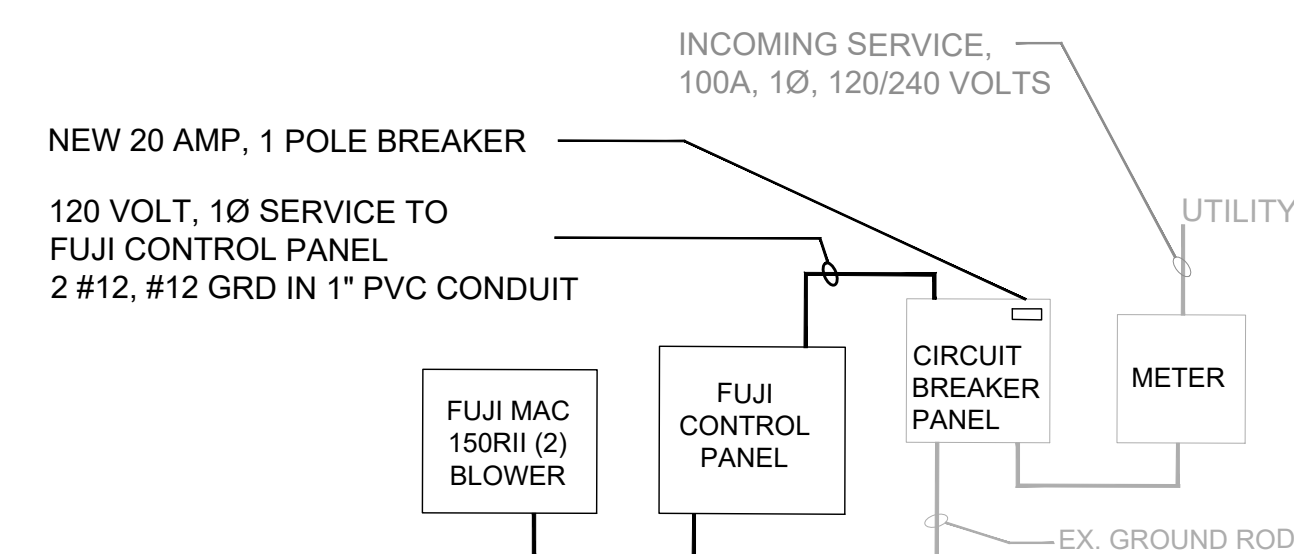 INCOMING SERVICE,
100A, 1Ø, 120/240 VOLTS
NEW 20 AMP, 1 POLE BREAKER
120 VOLT, 1Ø SERVICE TO
FUJI CONTROL PANEL
2 #12, #12 GRD IN 1" PVC CONDUIT
UTILITY
FUJI MAC
150RII (2)
BLOWER
FUJI
CONTROL
PANEL
CIRCUIT
BREAKER
PANEL
METER
EX. GROUND ROD